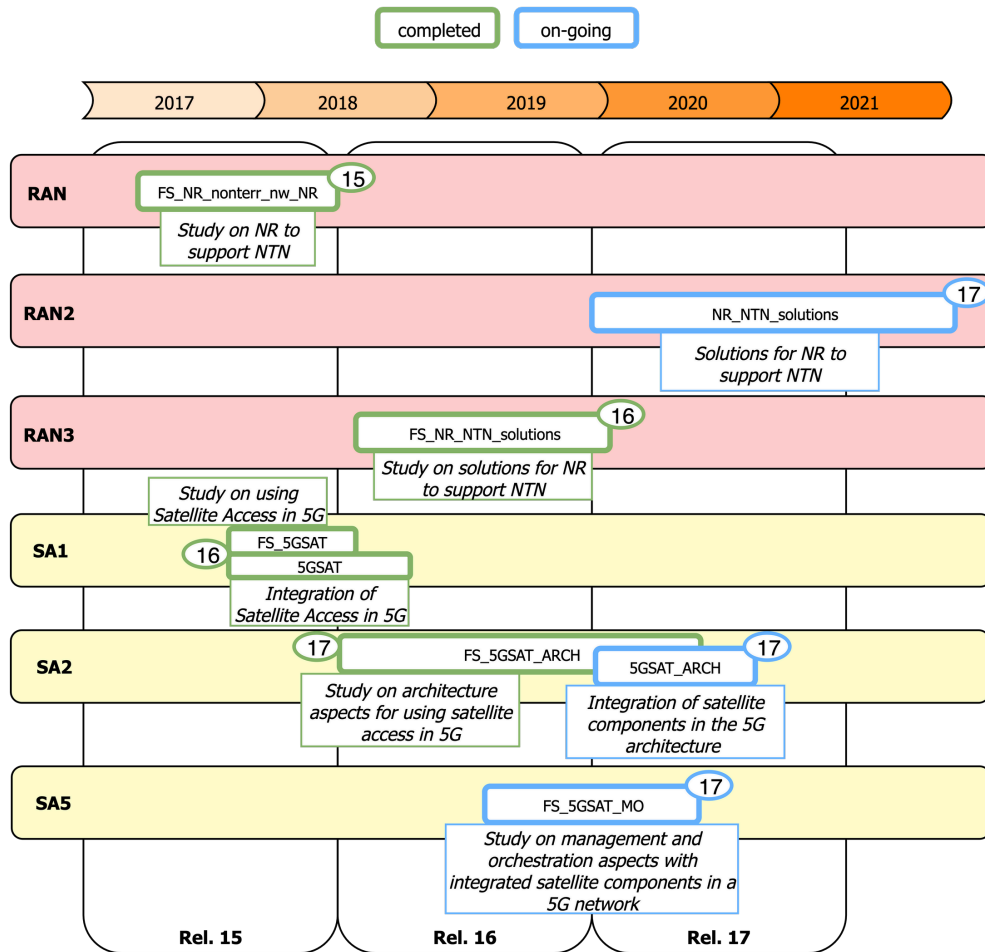 completed
on-going
2017
2018
2019
2020
2021
RAN
FS_NR_nonterr_nw_NR
15
Study on NR to
support NTN
RAN2
NR_NTN_solutions
17
Solutions for NR to
support NTN
RAN3
FS_NR_NTN_solutions
16
Study on solutions for NR
to support NTN
Study on using
Satellite Access in 5G
SA1
16
FS_5GSAT
5GSAT
Integration of
Satellite Access in 5G
SA2
17
FS_5GSAT_ARCH
5GSAT_ARCH
17
Study on architecture
aspects for using satellite
access in 5G
Integration of satellite
components in the 5G
architecture
SA5
FS_5GSAT_MO
17
Study on management and
orchestration aspects with
integrated satellite components in a
5G network
Rel. 15
Rel. 16
Rel. 17